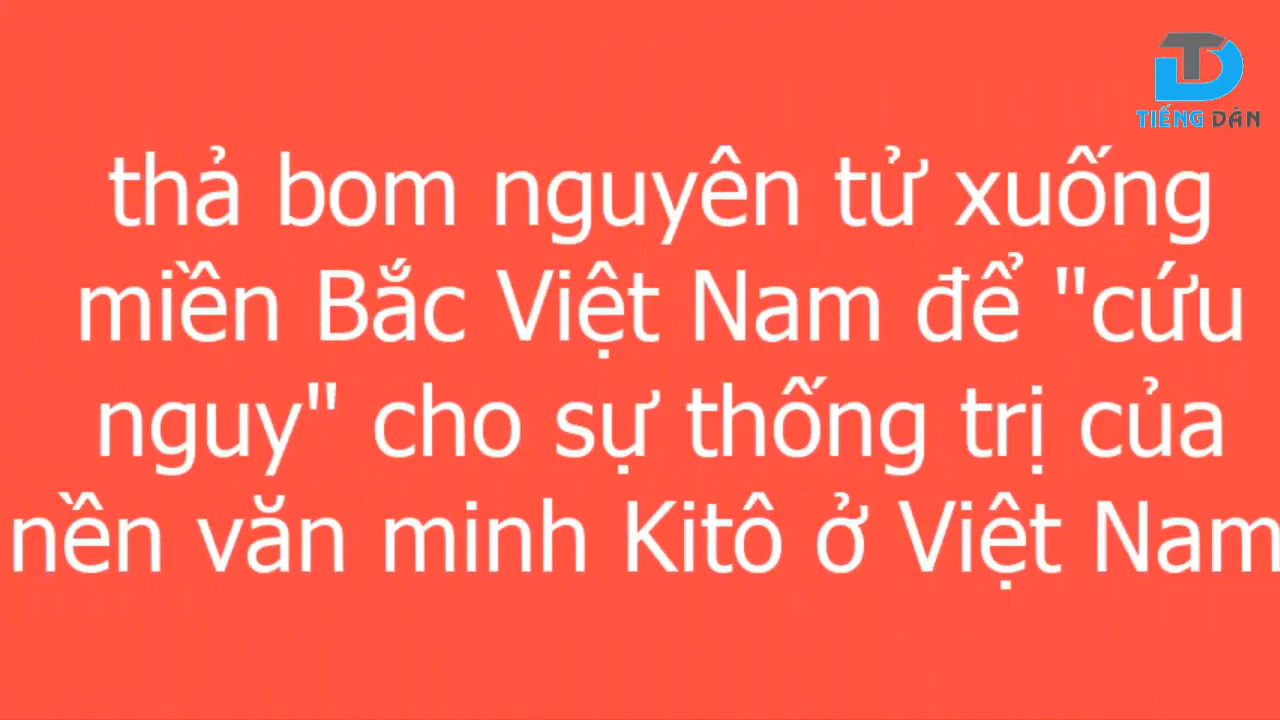 TIẾNG DÂN
thả bom nguyên tử xuống
miền Bắc Việt Nam để "cứu
nguy" cho sự thống trị của
nền văn minh Kitô ở Việt Nam